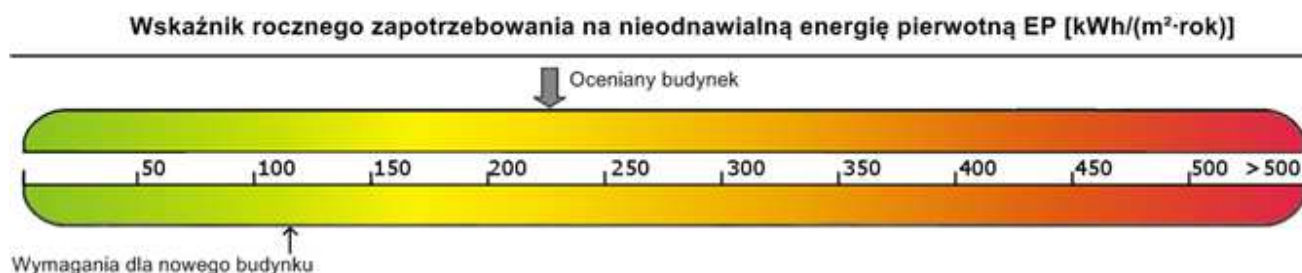 Wskaźnik rocznego zapotrzebowania na nieodnawialną energię pierwotną EP [kWh/(m²·rok)]
Oceniany budynek
50 100 150 200 250 300 350 400 450 500 > 500
Wymagania dla nowego budynku